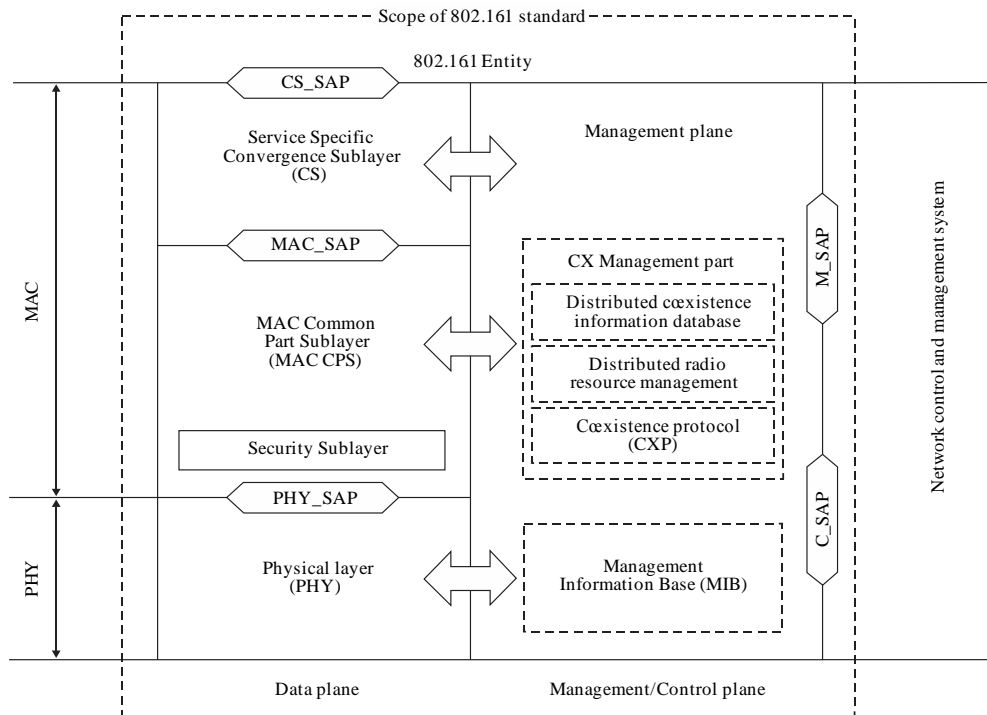 Scope of 802.161 standard
802.161 Entity
CS_SAP
Service Specific
Convergence Sublayer
(CS)
Management plane
MAC_SAP
CX Management part
Distributed cœxistence
information database
MAC Common
Part Sublayer
(MAC CPS)
Distributed radio
resource management
Cœxistence protocol
(CXP)
Security Sublayer
PHY_SAP
Physical layer
(PHY)
Management
Information Base (MIB)
MAC
PHY
M_SAP
C_SAP
Network control and management system
Data plane
Management/Control plane